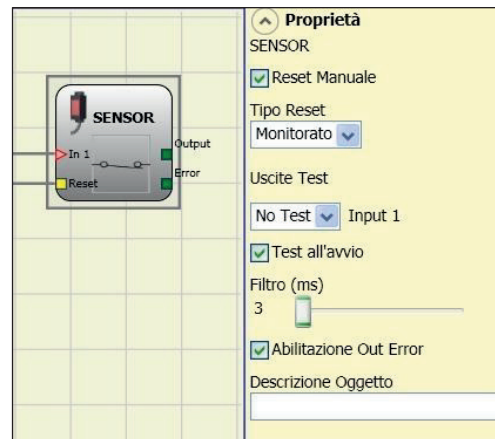 SENSOR
In 1
Reset
Output
Error
Proprietà
SENSOR
Reset Manuale
Tipo Reset
Monitorato
Uscite Test
No Test Input 1
Test all'avvio
Filtro (ms)
3
Abilitazione Out Error
Descrizione Oggetto